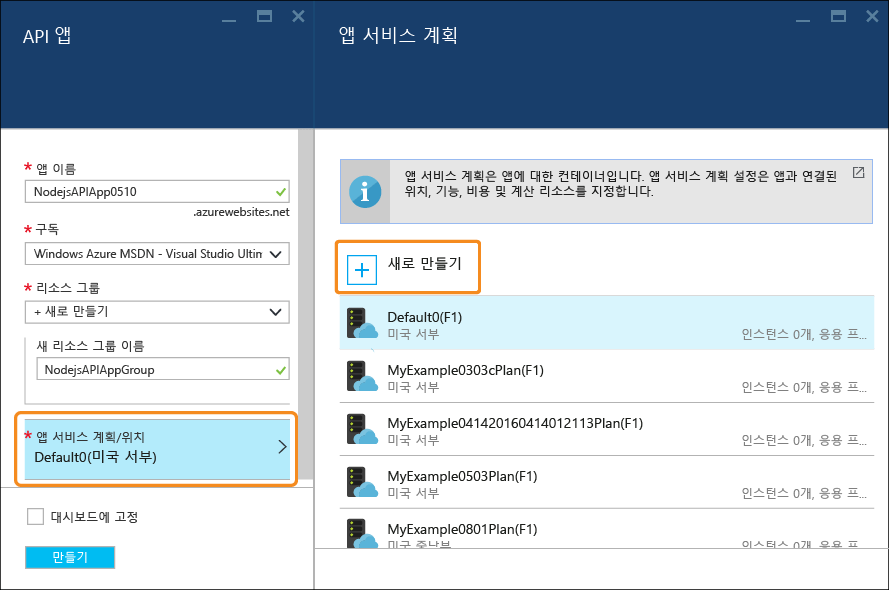 API 앱
* 앱 이름
NodejsAPIApp0510
.azurewebsites.net
* 구독
Windows Azure MSDN - Visual Studio Ultim
* 리소스 그룹
+ 새로 만들기
새 리소스 그룹 이름
NodejsAPIAppGroup
* 앱 서비스 계획/위치
Default0(미국 서부)
대시보드에 고정
만들기
앱 서비스 계획
앱 서비스 계획은 앱에 대한 컨테이너입니다. 앱 서비스 계획 설정은 앱과 연결된
위치, 기능, 비용 및 계산 리소스를 지정합니다.
새로 만들기
Default0(F1)
미국 서부 인스턴스 0개, 응용 프...
MyExample0303cPlan(F1)
미국 서부 인스턴스 0개, 응용 프...
MyExample041420160414012113Plan(F1)
미국 서부 인스턴스 0개, 응용 프...
MyExample0503Plan(F1)
미국 서부 인스턴스 0개, 응용 프...
MyExample0801Plan(F1)
미국 중남부 인스턴스 0개, 응용 프...